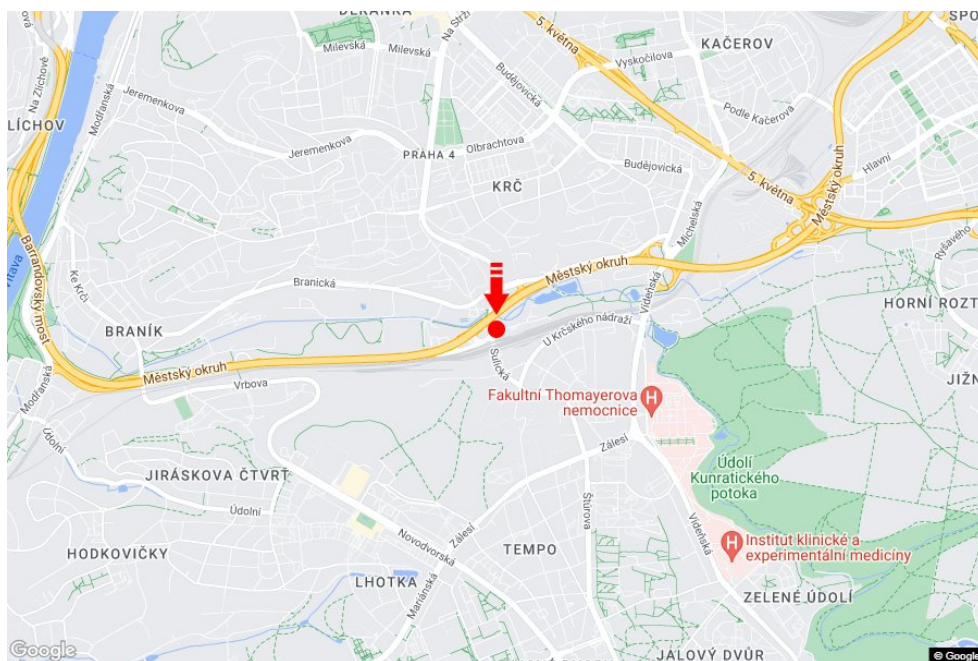 DĚKANKA
SPO
Na Zlíchově
Milevská
Milevská
Na Strži
5. května
KAČEROV
Vyskočilova
Jeremenkova
Modřanská
Budějovická
LÍCHOV
Podle Kačerova
Jeremenkova
Olbrachtova
PRAHA 4
Budějovická
Hlavní
KRČ
5. května
Městský okruh
Michelská
Ryšavého
Vltava
Barrandovský most
Ke Krči
Branická
Městský okruh
Vídeňská
HORNÍ ROZT
BRANÍK
U Krčského nádraží
Městský okruh
Sulická
Vrbova
JIŽN
Modřanská
Fakultní Thomayerova
nemocnice
H
Údolní
Zálesí
JIRÁSKOVA ČTVRŤ
Údolí
Kunratického
potoka
Údolní
Štúrova
Novodvorská
Zálesí
Vídeňská
HODKOVIČKY
TEMPO
H
Institut klinické a
experimentální medicíny
LHOTKA
Mariánská
ZELENÉ ÚDOLÍ
JALOVÝ DVŮR
Google
© Google